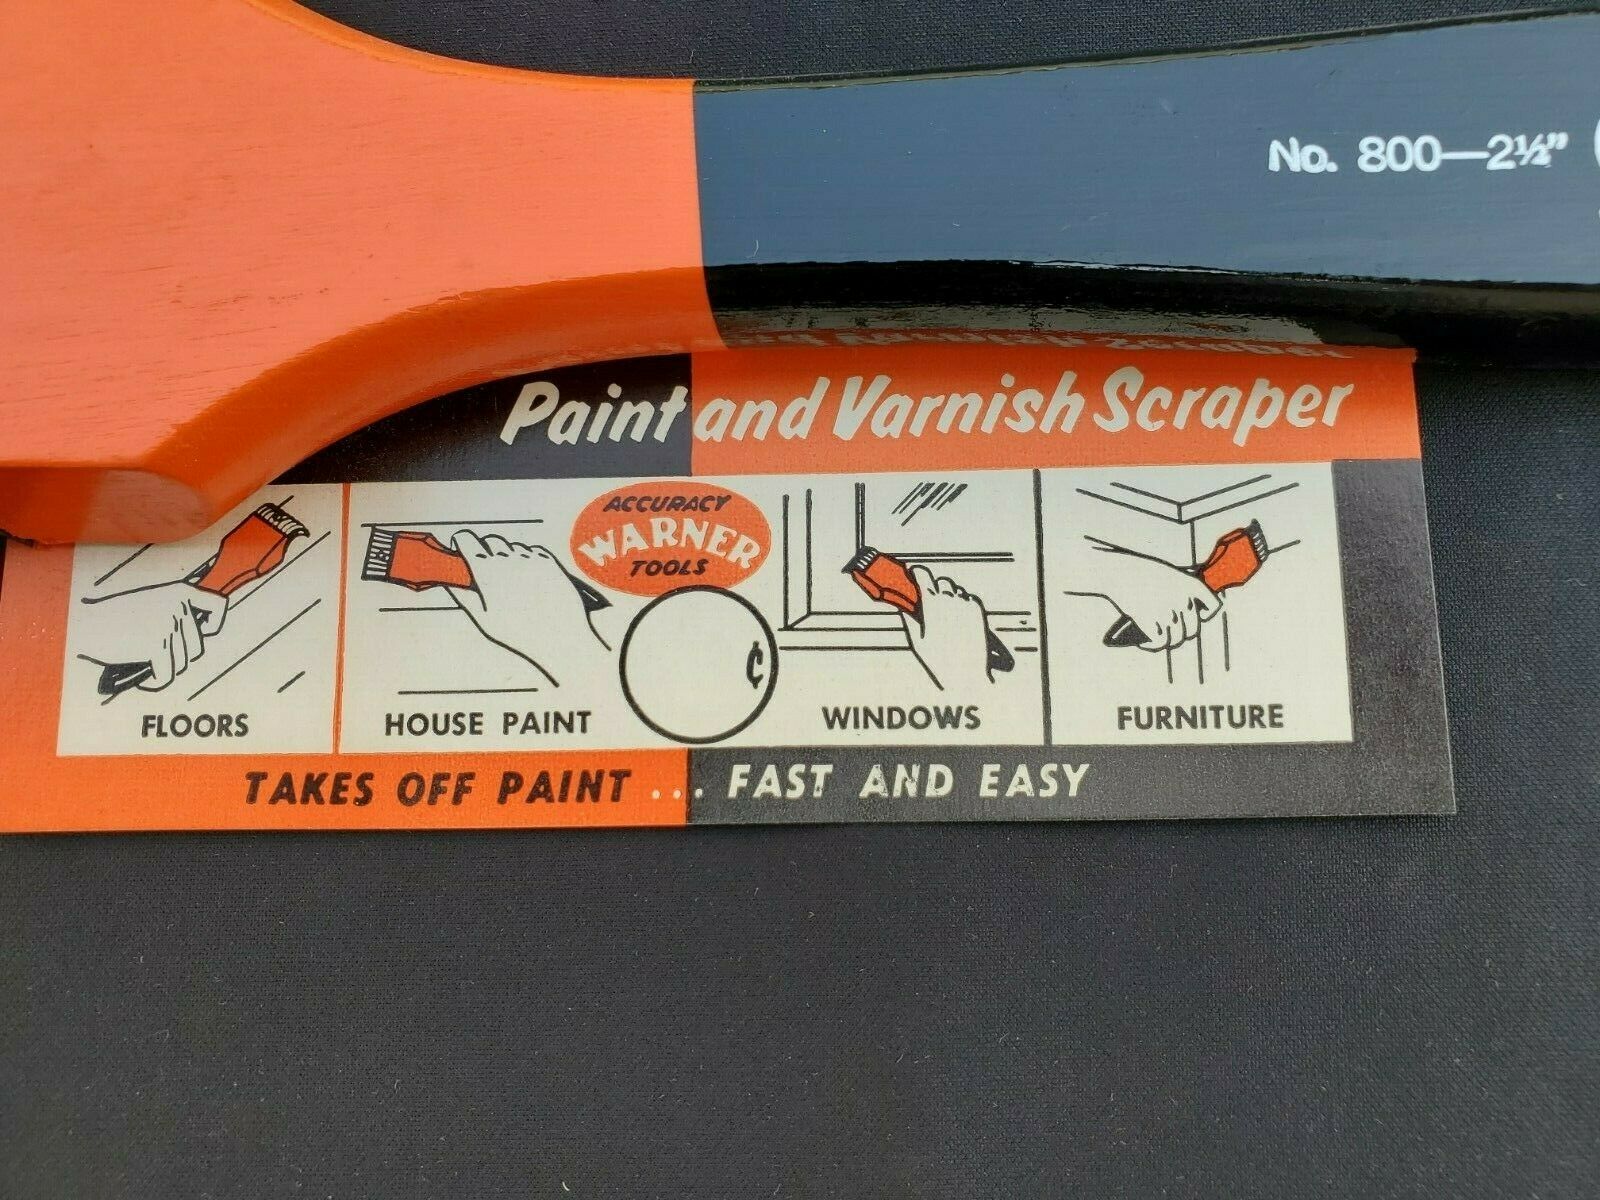 No. 800—2½"
Paint and Varnish Scraper
ACCURACY
WARNER
TOOLS
¢
FLOORS
HOUSE PAINT
WINDOWS
FURNITURE
TAKES OFF PAINT ... FAST AND EASY